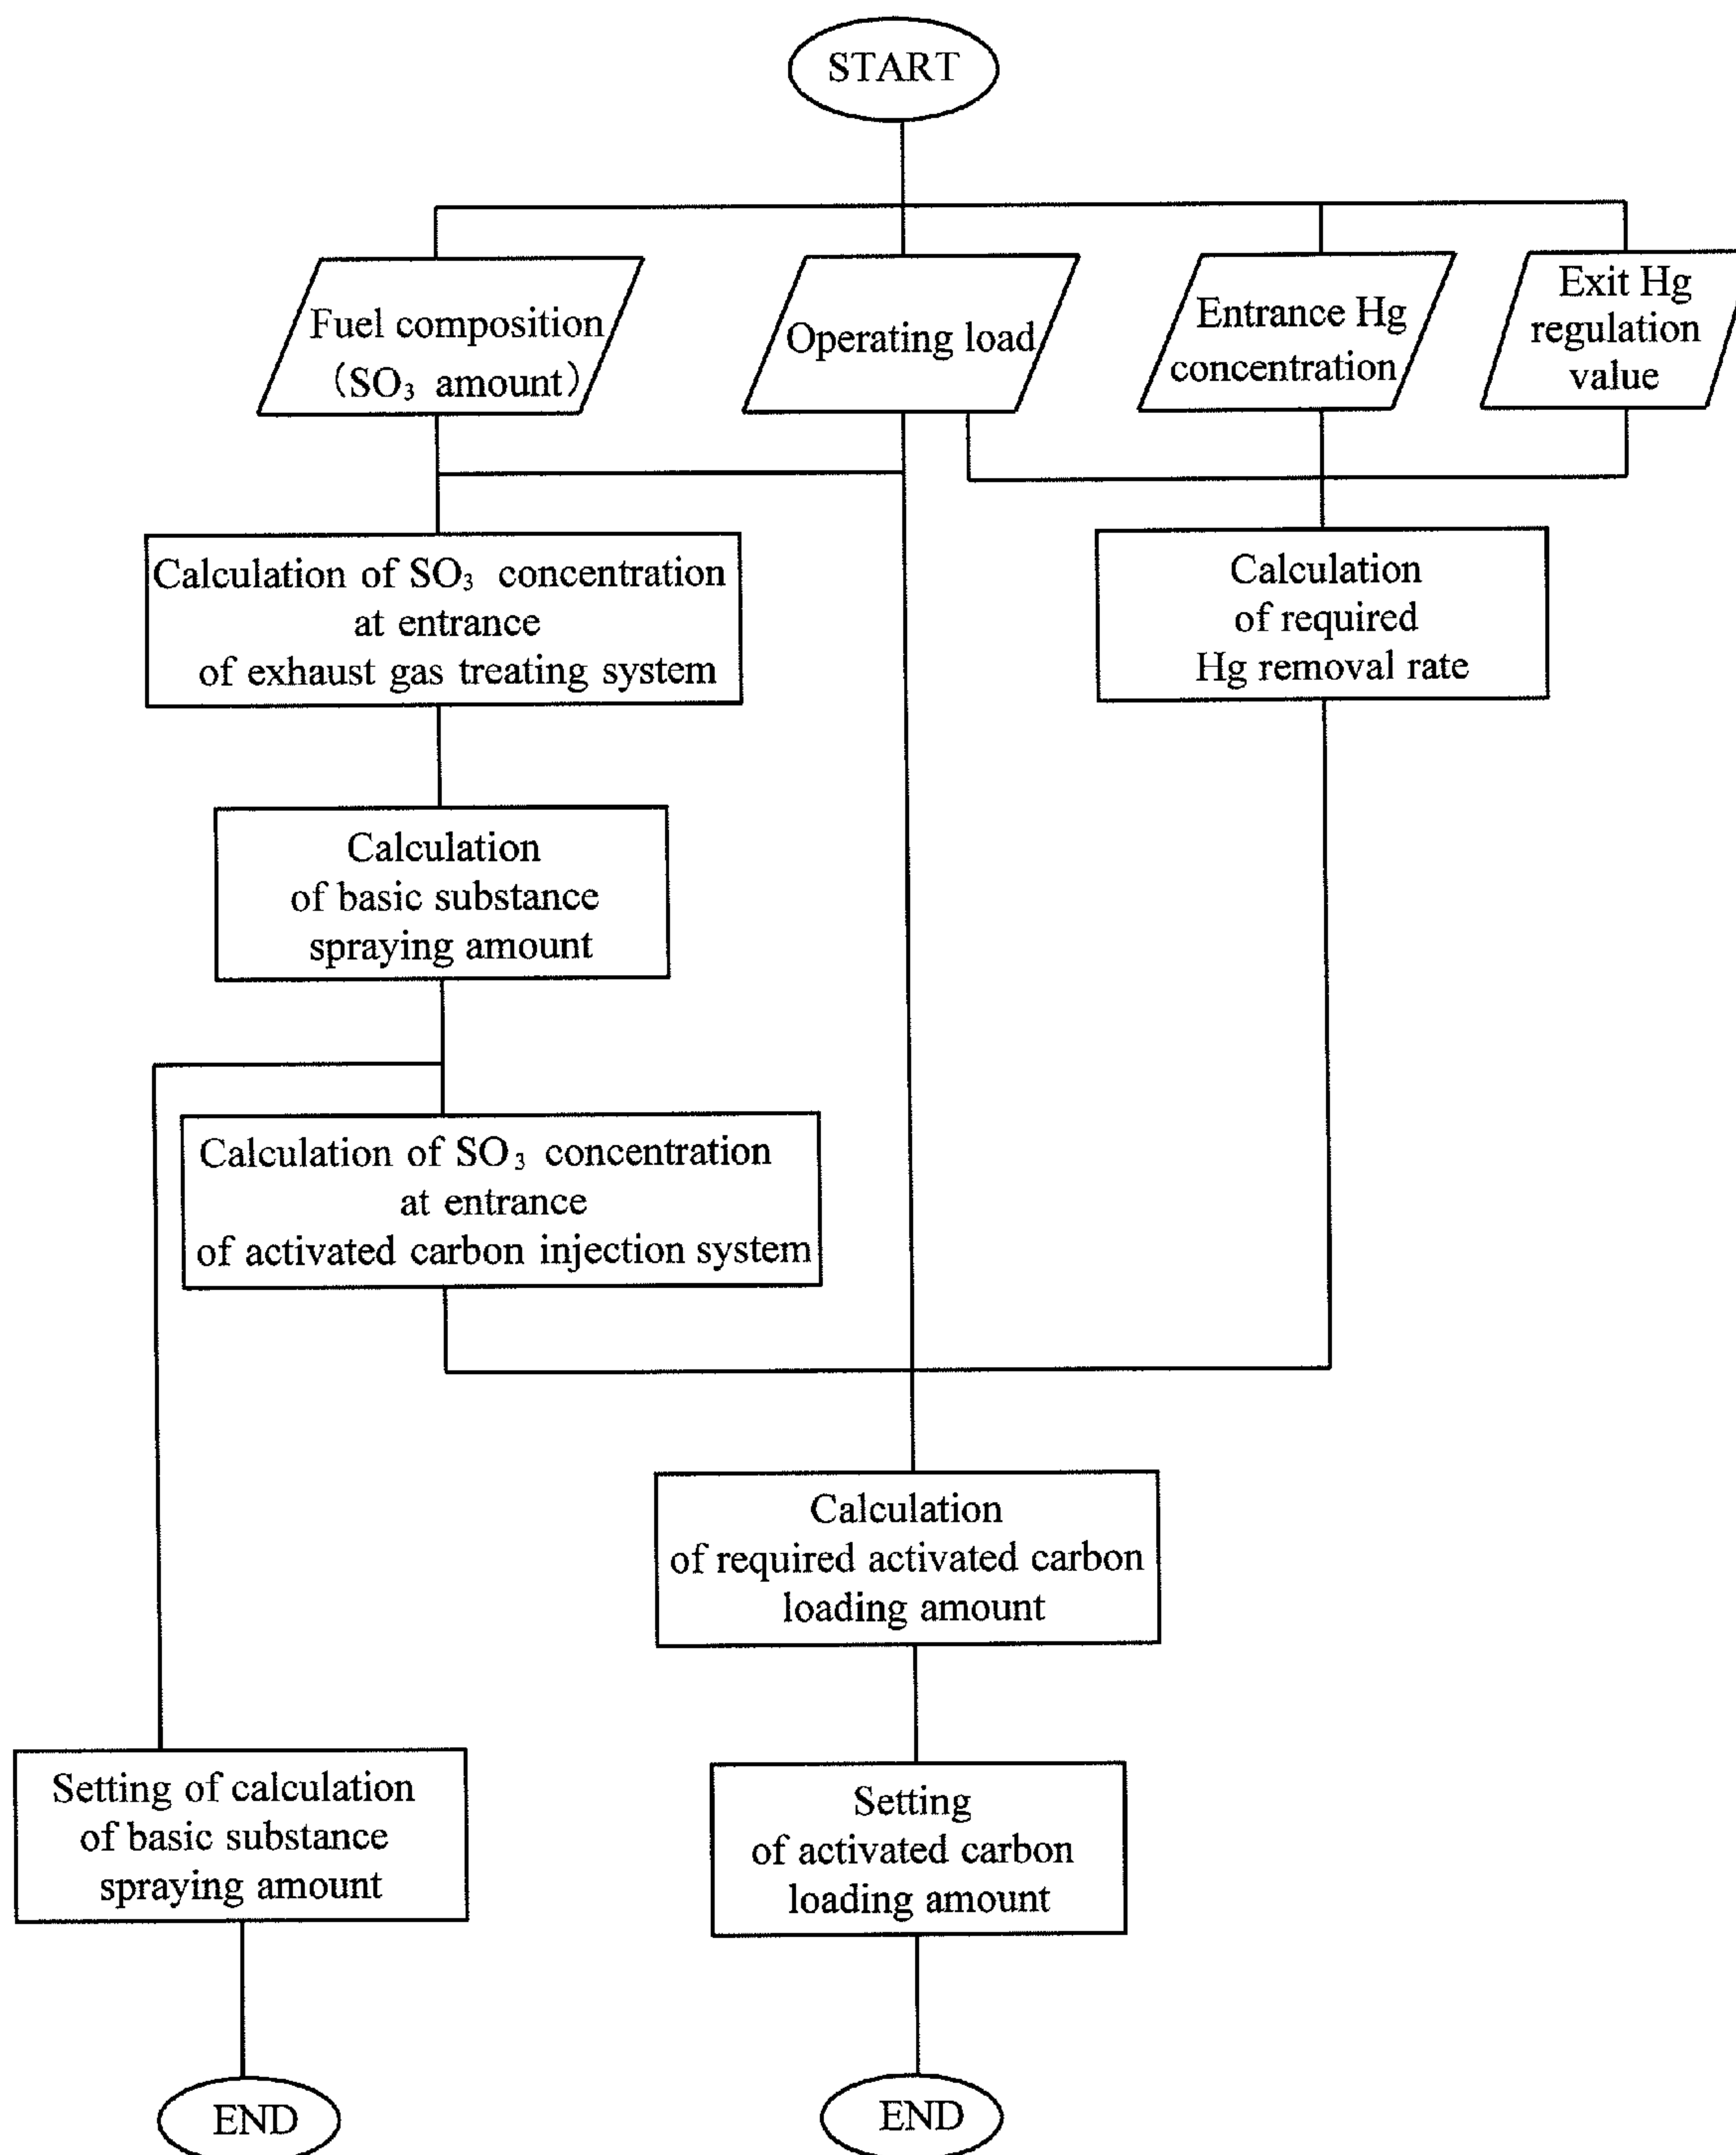 START
Fuel composition
(SO₃ amount)
Operating load
Entrance Hg
concentration
Exit Hg
regulation
value
Calculation of SO₃ concentration
at entrance
of exhaust gas treating system
Calculation
of required
Hg removal rate
Calculation
of basic substance
spraying amount
Calculation of SO₃ concentration
at entrance
of activated carbon injection system
Calculation
of required activated carbon
loading amount
Setting of calculation
of basic substance
spraying amount
Setting
of activated carbon
loading amount
END
END